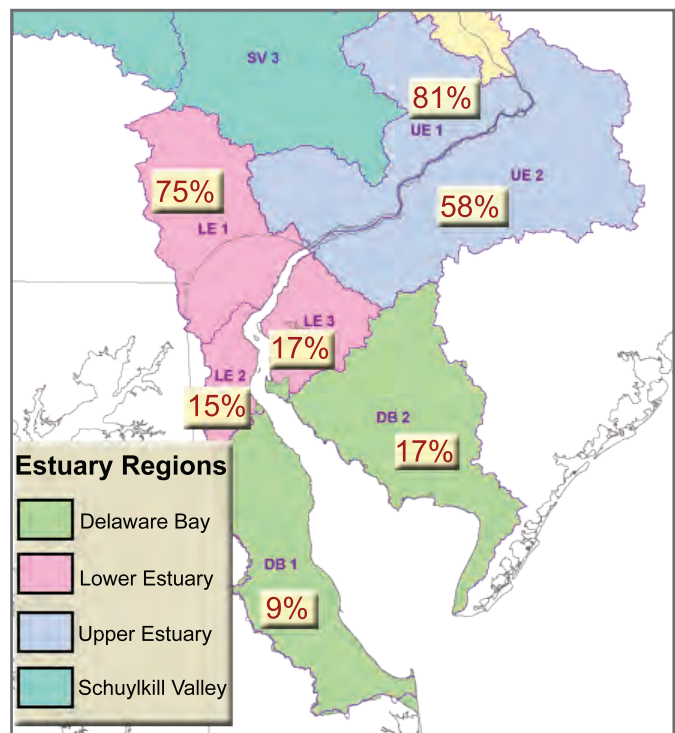 SV 3
81%
UE 1
UE 2
75%
58%
LE 1
LE 3
17%
LE 2
15%
DB 2
17%
Estuary Regions
Delaware Bay
Lower Estuary
Upper Estuary
Schuylkill Valley
DB 1
9%